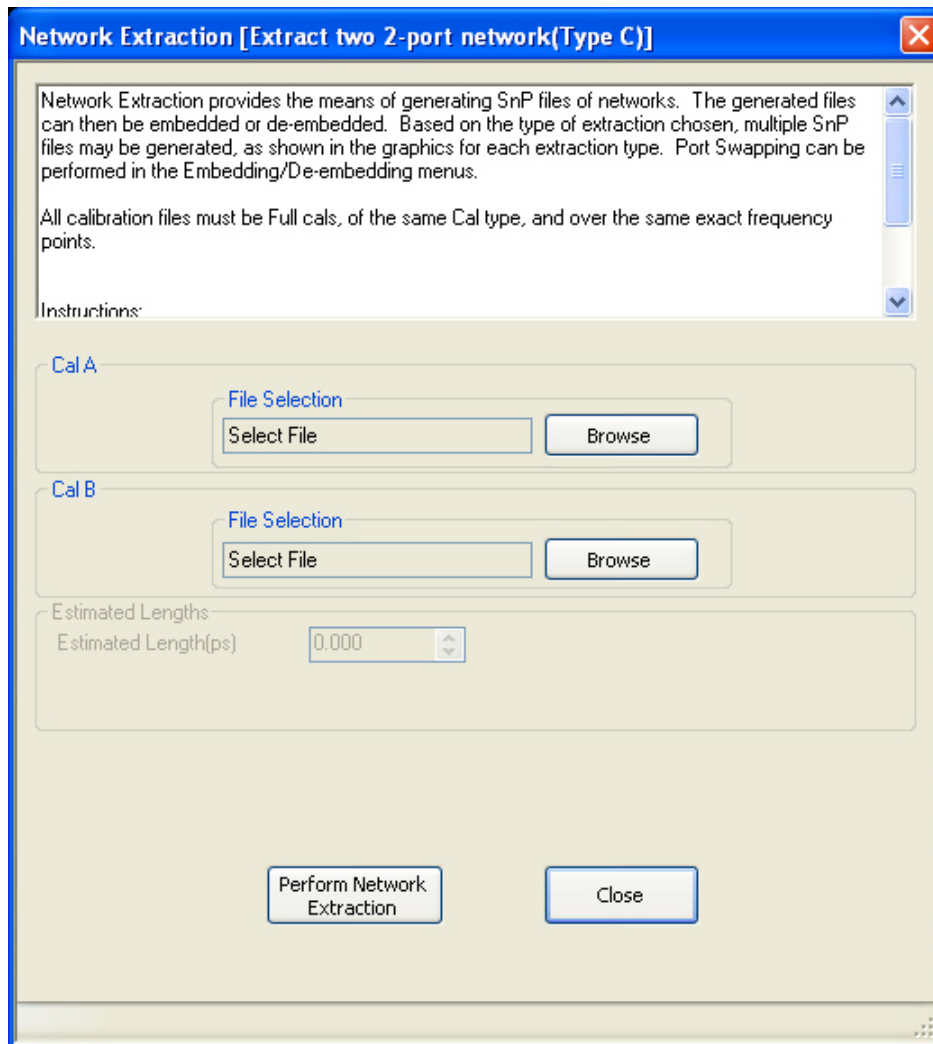 Network Extraction [Extract two 2-port network(Type C)]
Network Extraction provides the means of generating SnP files of networks.  The generated files
can then be embedded or de-embedded.  Based on the type of extraction chosen, multiple SnP
files may be generated, as shown in the graphics for each extraction type.  Port Swapping can be
performed in the Embedding/De-embedding menus.
All calibration files must be Full cals, of the same Cal type, and over the same exact frequency
points.
Instructions:
Cal A
File Selection
Select File
Browse
Cal B
File Selection
Select File
Browse
Estimated Lengths
Estimated Length(ps)
0.000
Perform Network
Extraction
Close